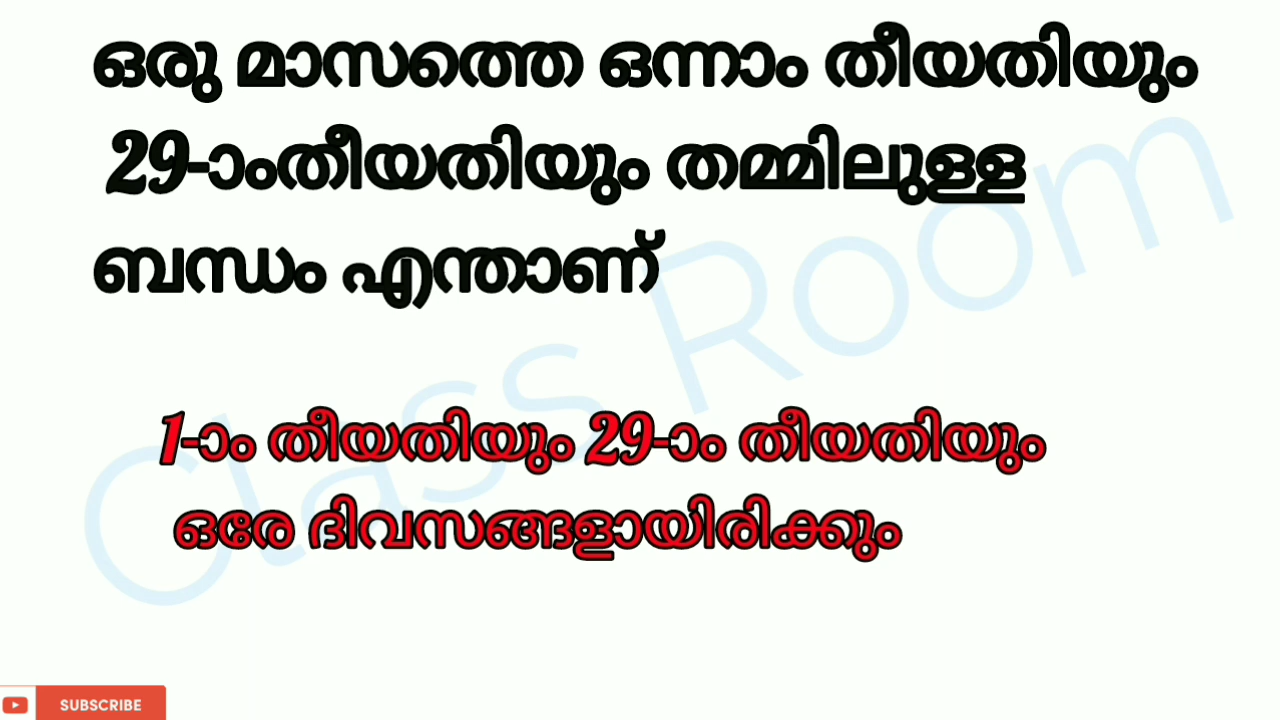 ഒരു മാസത്തെ ഒന്നാം തീയതിയും
29-ാംതീയതിയും തമ്മിലുള്ള
ബന്ധം എന്താണ്
Class Room
1-ാം തീയതിയും 29-ാം തീയതിയും
ഒരേ ദിവസങ്ങളായിരിക്കും
SUBSCRIBE